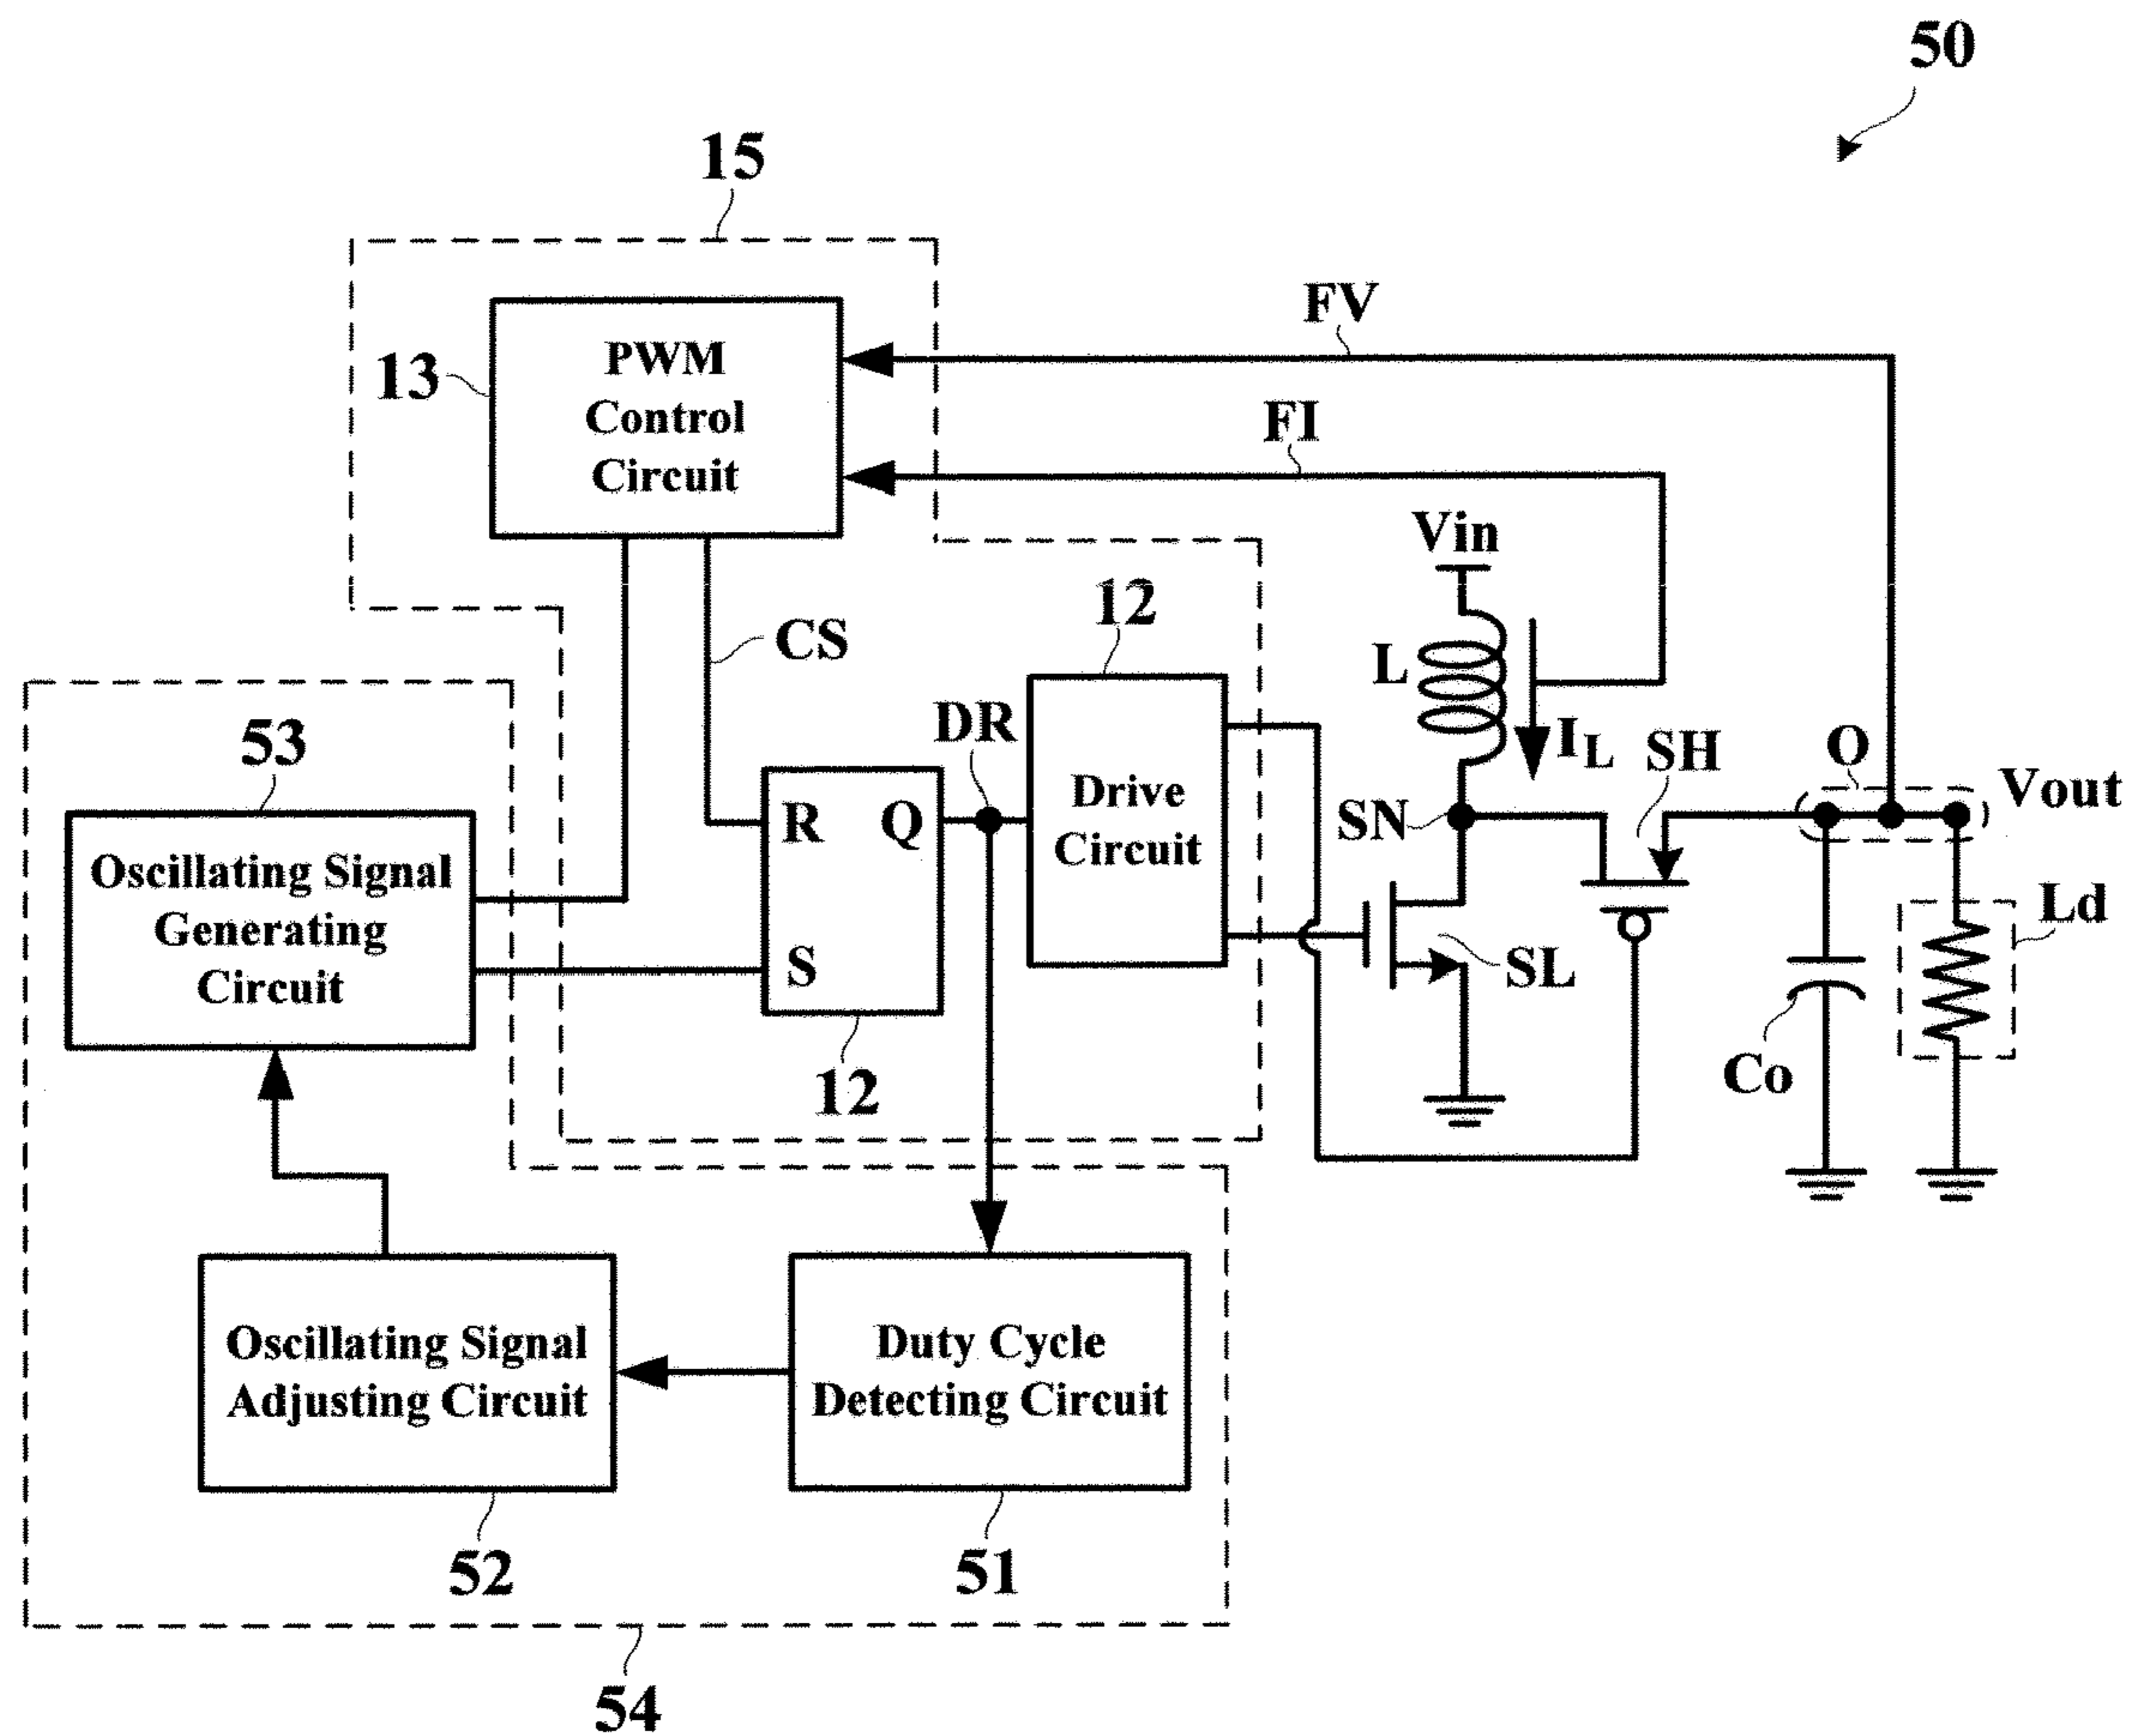 50
15
FV
PWM
Control
Circuit
13
FI
Vin
12
CS
L
DR
53
IL
SH
O
Vout
R
Q
Drive
Circuit
SN
Oscillating Signal
Generating
Circuit
Ld
S
SL
12
Co
Oscillating Signal
Adjusting Circuit
Duty Cycle
Detecting Circuit
52
51
54